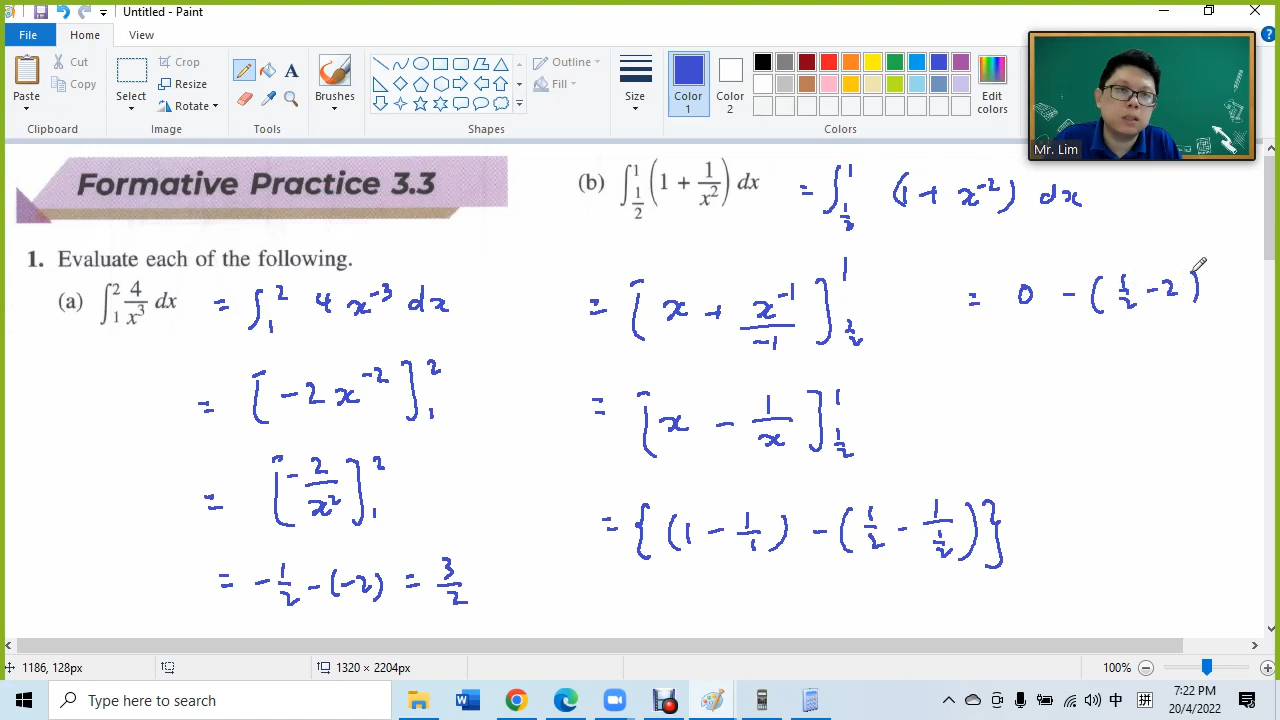 Untitled - Paint
File Home View
Paste Cut Copy Clipboard
Select Crop Resize Rotate Image
Tools
Brushes
Outline Fill Shapes
Size
Color 1 Color 2 Edit colors Colors
Mr. Lim
Formative Practice 3.3
1. Evaluate each of the following.
(a) ∫₁² 4/x³ dx = ∫₁² 4 x⁻³ dx
= [-2x⁻²]₁²
= [-2/x²]₁²
= -1/2 - (-2) = 3/2
(b) ∫_{1/2}^{1} (1 + 1/x²) dx = ∫_{1/2}^{1} (1 + x⁻²) dx
= [x + x⁻¹/-1]_{1/2}^{1}
= [x - 1/x]_{1/2}^{1}
= {(1 - 1/1) - (1/2 - 1/(1/2))}
= 0 - (1/2 - 2)
1186, 128px
1320 × 2204px
100%
Type here to search
中 拼
7:22 PM
20/4/2022